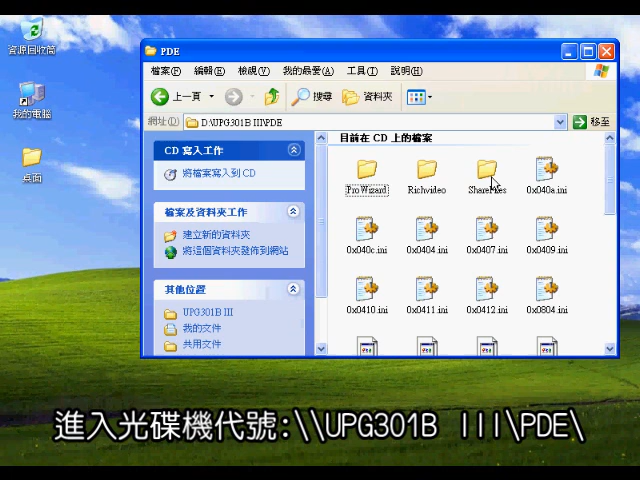 資源回收筒
我的電腦
桌面
PDE
檔案(F) 編輯(E) 檢視(V) 我的最愛(A) 工具(T) 說明(H)
上一頁 搜尋 資料夾
網址(D) D:\UPG301B III\PDE 移至
目前在 CD 上的檔案
CD 寫入工作
將檔案寫入到 CD
檔案及資料夾工作
建立新的資料夾
將這個資料夾發佈到網站
其他位置
UPG301B III
我的文件
共用文件
ProWizard Richvideo ShareFiles 0x040a.ini
0x040c.ini 0x0404.ini 0x0407.ini 0x0409.ini
0x0410.ini 0x0411.ini 0x0412.ini 0x0804.ini
進入光碟機代號:\\UPG301B III\PDE\